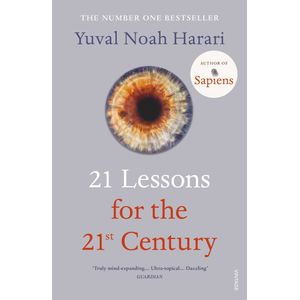 THE NUMBER ONE BESTSELLER
Yuval Noah Harari
AUTHOR OF
Sapiens
21 Lessons
for the
21st Century
'Truly mind-expanding... Ultra-topical... Dazzling'
GUARDIAN
VINTAGE